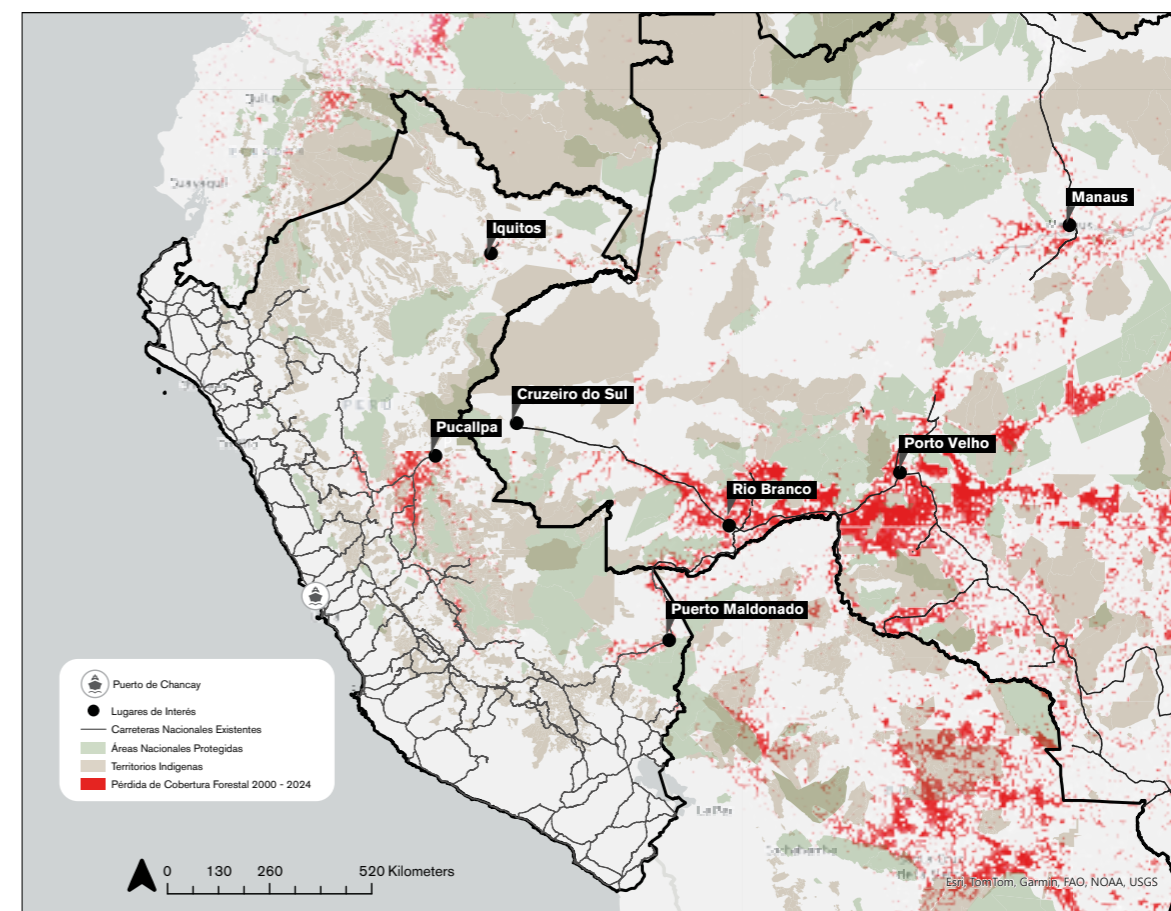 Manaus
Iquitos
PERÚ
Cruzeiro do Sul
Pucallpa
Porto Velho
Rio Branco
Puerto Maldonado
Puerto de Chancay
Lugares de Interés
Carreteras Nacionales Existentes
Áreas Nacionales Protegidas
Territorios Indigenas
Pérdida de Cobertura Forestal 2000 - 2024
0 130 260 520 Kilometers
Esri, TomTom, Garmin, FAO, NOAA, USGS